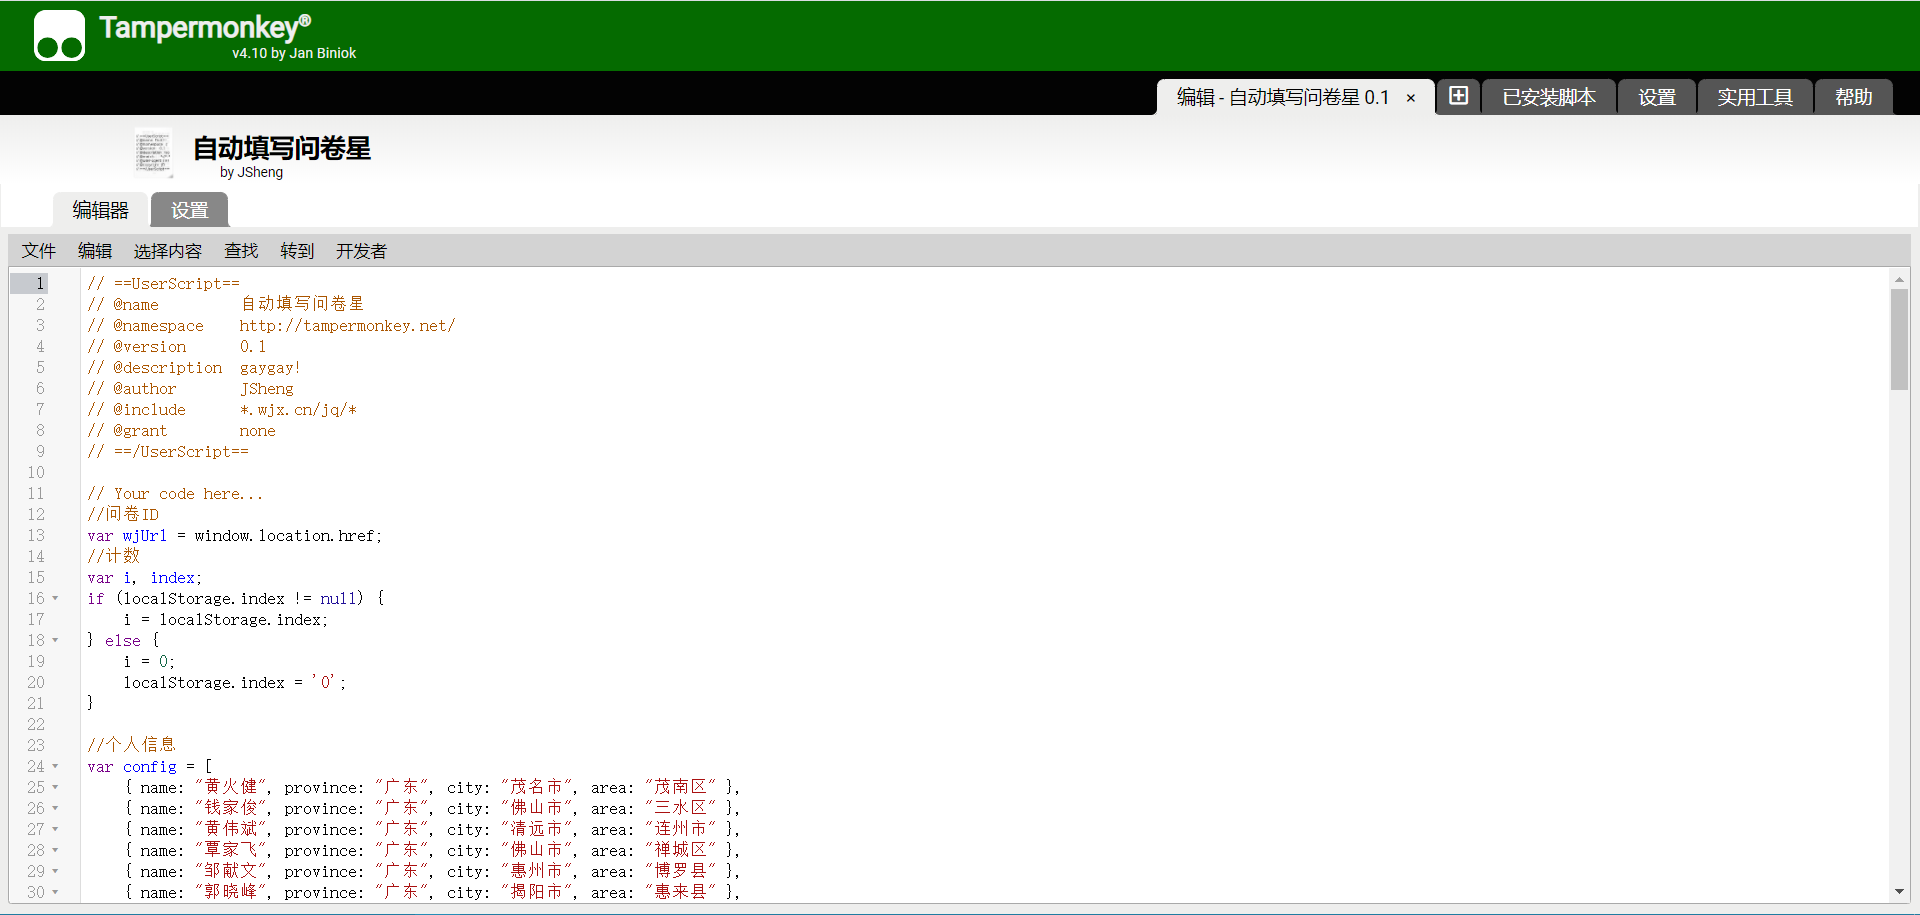 Tampermonkey®
v4.10 by Jan Biniok
编辑 - 自动填写问卷星 0.1 × 已安装脚本 设置 实用工具 帮助
自动填写问卷星
by JSheng
编辑器 设置
文件 编辑 选择内容 查找 转到 开发者
1 // ==UserScript==
2 // @name 自动填写问卷星
3 // @namespace http://tampermonkey.net/
4 // @version 0.1
5 // @description gaygay!
6 // @author JSheng
7 // @include *.wjx.cn/jq/*
8 // @grant none
9 // ==/UserScript==
10
11 // Your code here...
12 //问卷ID
13 var wjUrl = window.location.href;
14 //计数
15 var i, index;
16 if (localStorage.index != null) {
17 i = localStorage.index;
18 } else {
19 i = 0;
20 localStorage.index = '0';
21 }
22
23 //个人信息
24 var config = [
25 { name: "黄火健", province: "广东", city: "茂名市", area: "茂南区" },
26 { name: "钱家俊", province: "广东", city: "佛山市", area: "三水区" },
27 { name: "黄伟斌", province: "广东", city: "清远市", area: "连州市" },
28 { name: "覃家飞", province: "广东", city: "佛山市", area: "禅城区" },
29 { name: "邹献文", province: "广东", city: "惠州市", area: "博罗县" },
30 { name: "郭晓峰", province: "广东", city: "揭阳市", area: "惠来县" },